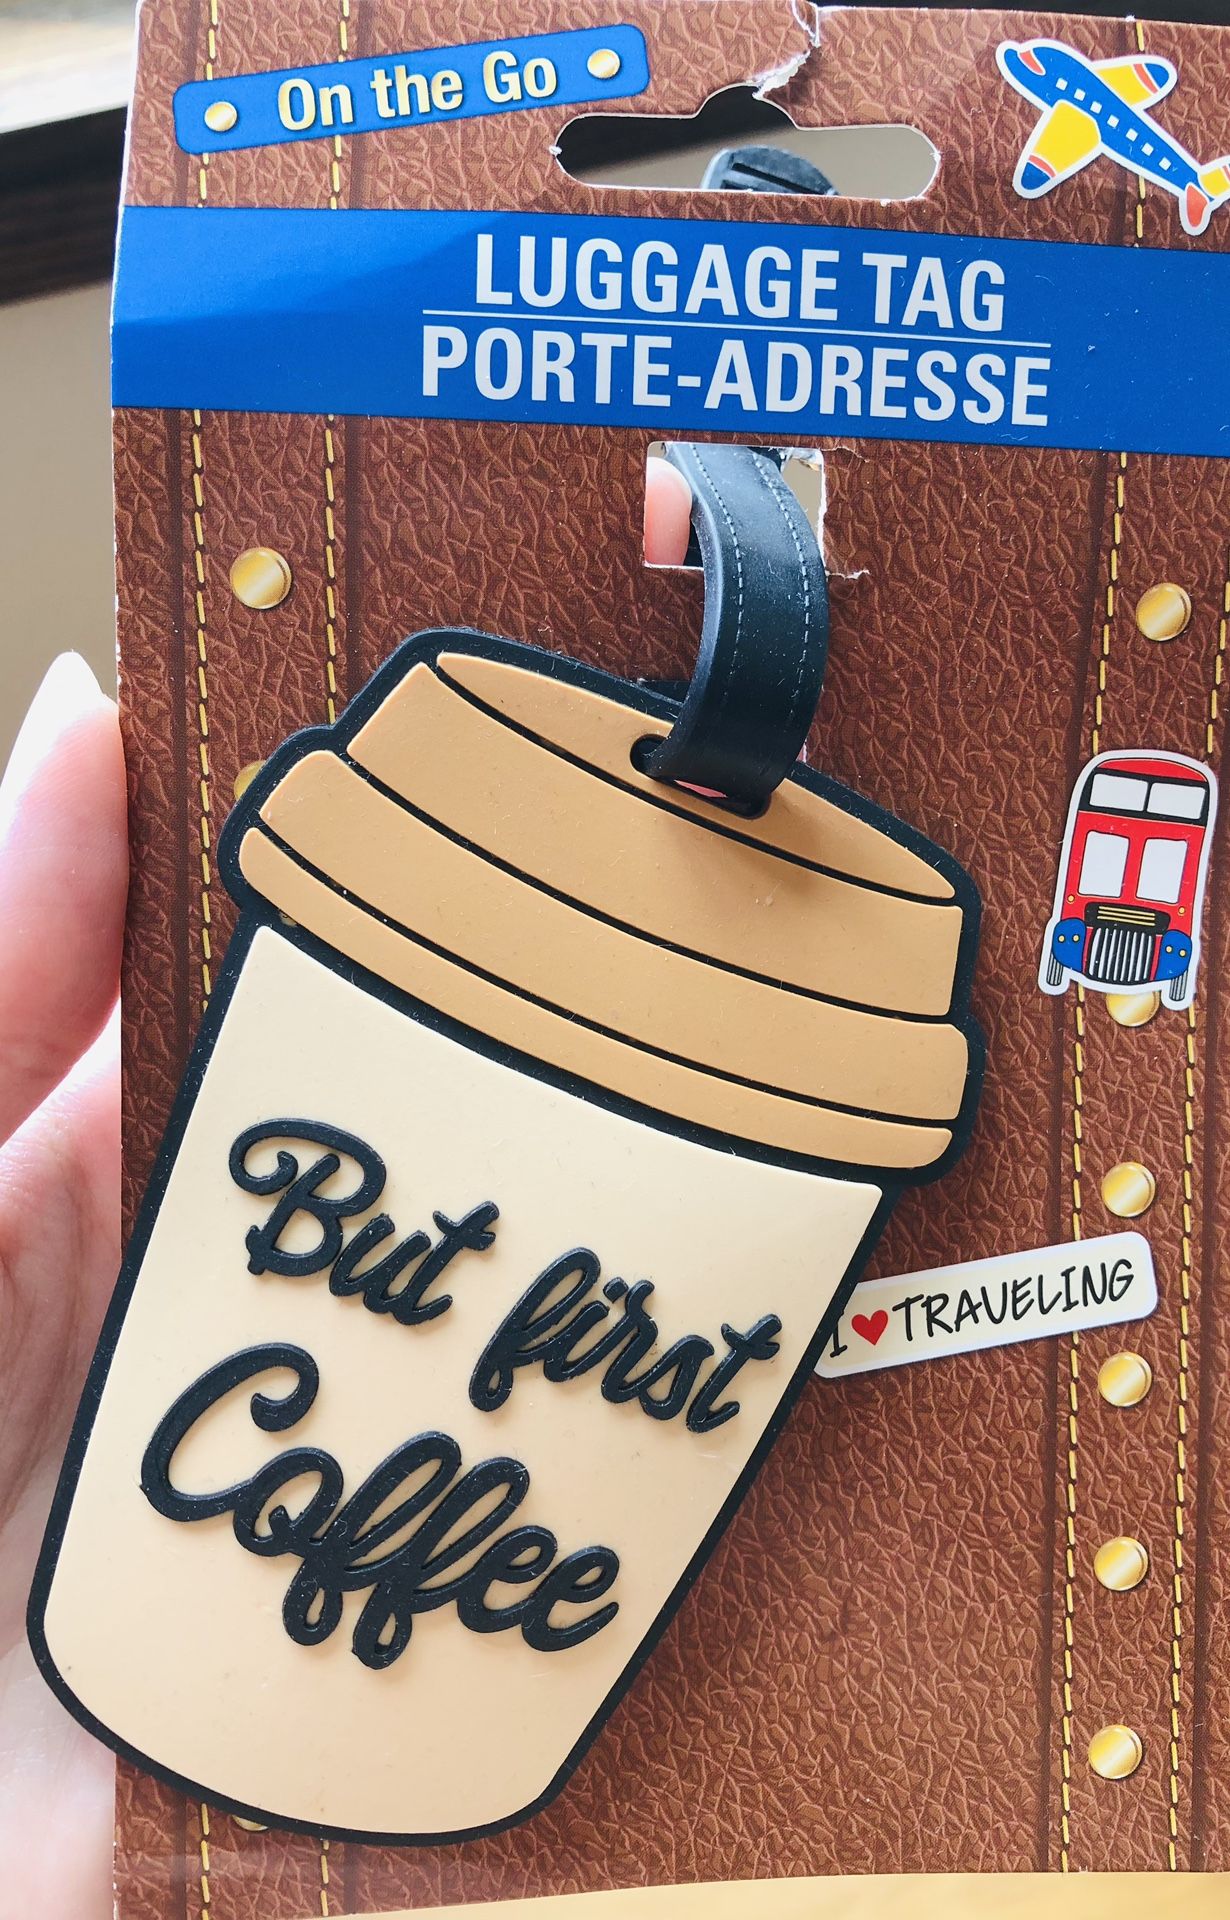 On the Go
LUGGAGE TAG
PORTE-ADRESSE
But first
Coffee
I ❤ TRAVELING